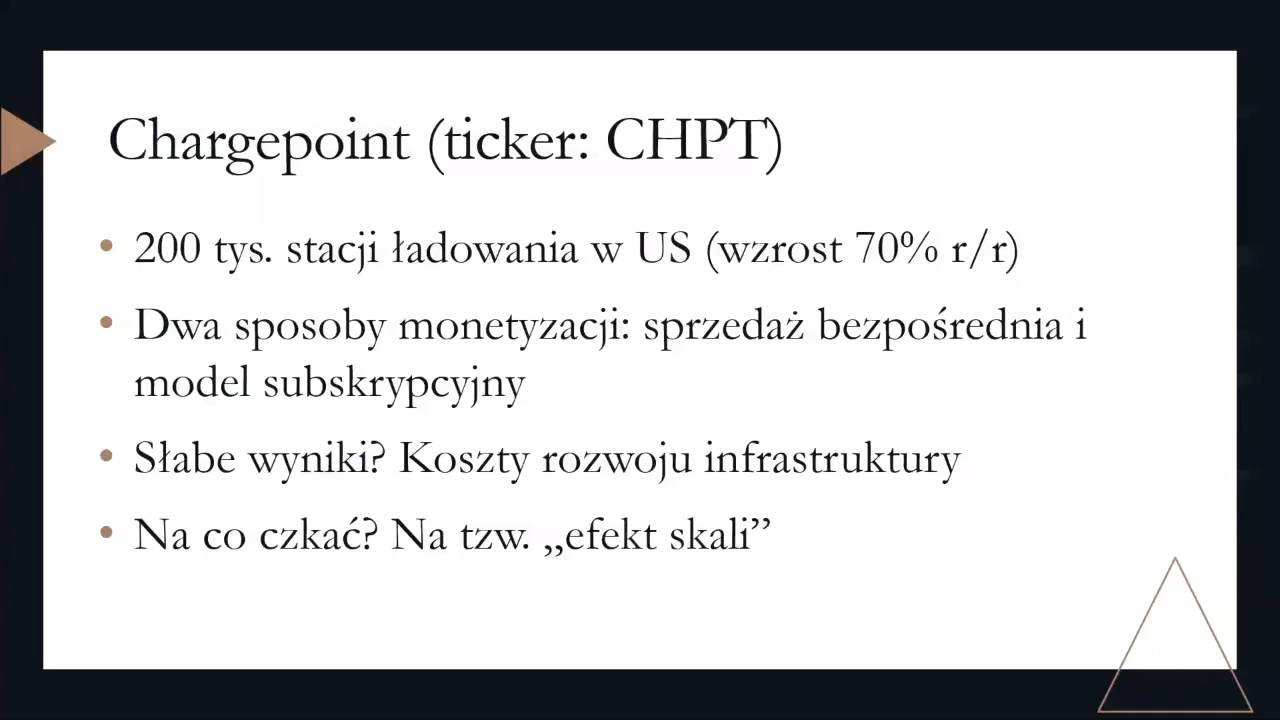 Chargepoint (ticker: CHPT)
• 200 tys. stacji ładowania w US (wzrost 70% r/r)
• Dwa sposoby monetyzacji: sprzedaż bezpośrednia i
model subskrypcyjny
• Słabe wyniki? Koszty rozwoju infrastruktury
• Na co czkać? Na tzw. „efekt skali”